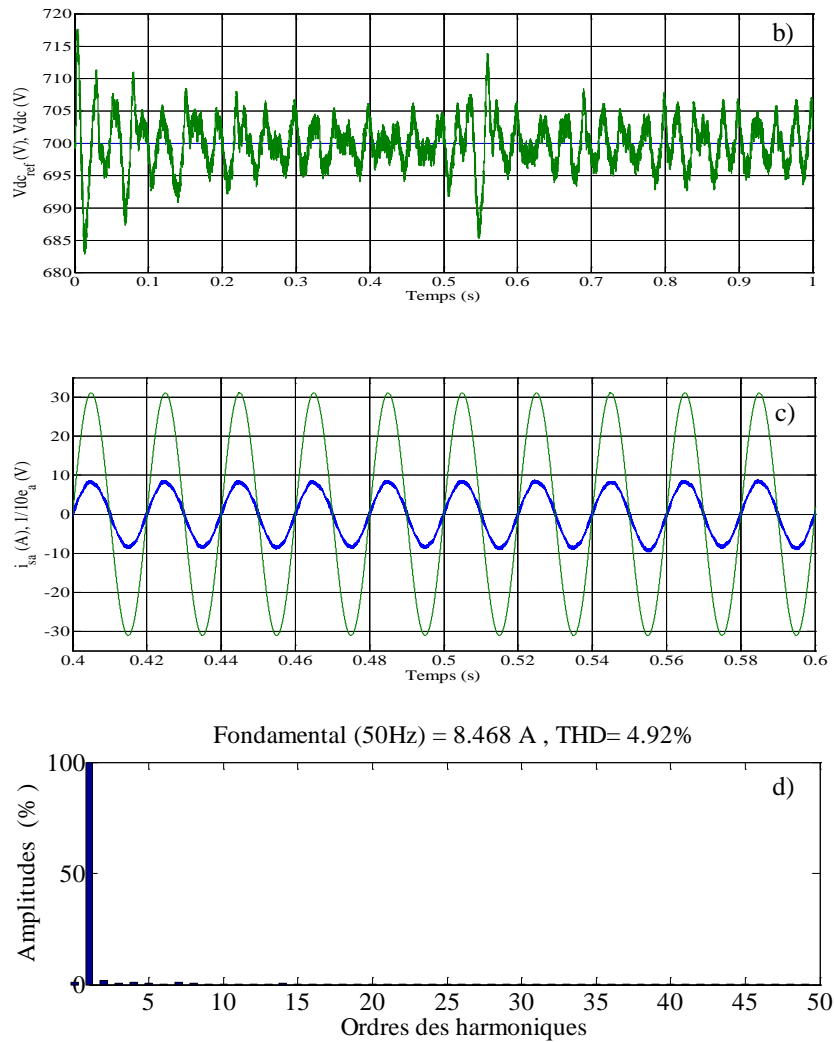 b)
Vdc_ref (V), Vdc (V)
720
715
710
705
700
695
690
685
680
0 0.1 0.2 0.3 0.4 0.5 0.6 0.7 0.8 0.9 1
Temps (s)
c)
i_sa (A), 1/10e_a (V)
30
20
10
0
-10
-20
-30
0.4 0.42 0.44 0.46 0.48 0.5 0.52 0.54 0.56 0.58 0.6
Temps (s)
Fondamental (50Hz) = 8.468 A , THD= 4.92%
d)
Amplitudes (%)
100
50
0
5 10 15 20 25 30 35 40 45 50
Ordres des harmoniques